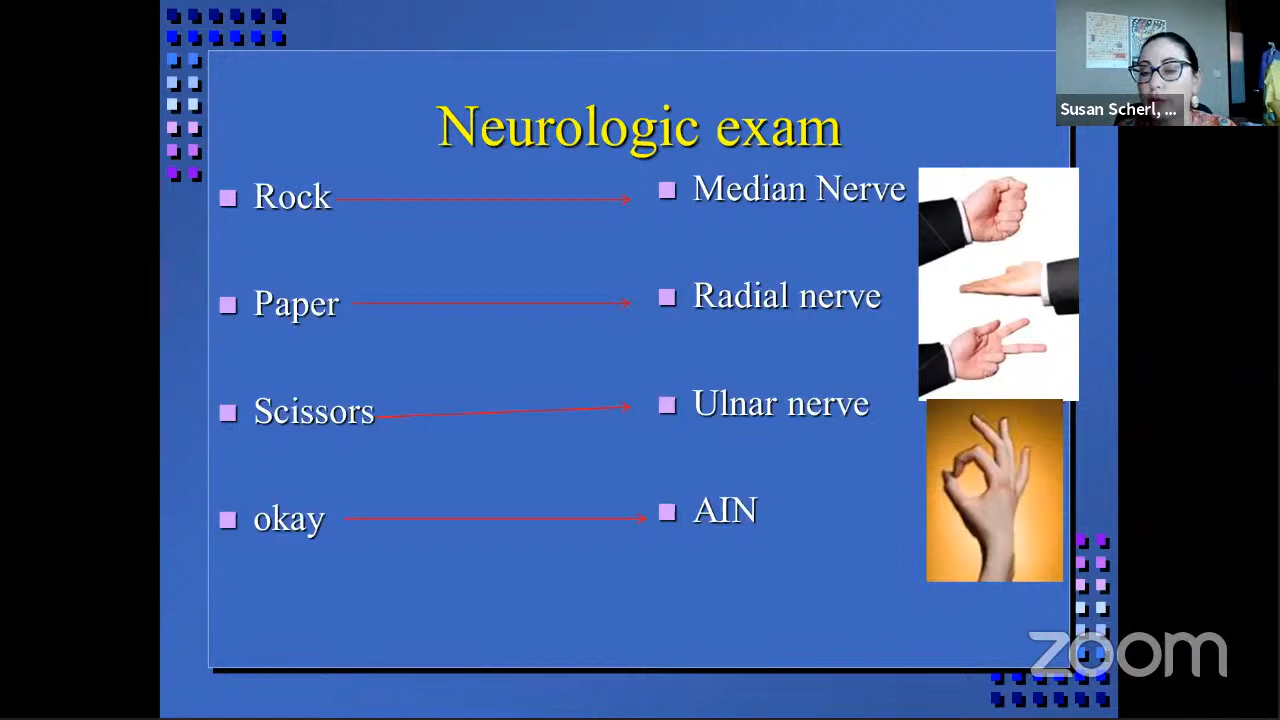 Susan Scherl, ...
Neurologic exam
Rock
Median Nerve
Paper
Radial nerve
Scissors
Ulnar nerve
okay
AIN
zoom